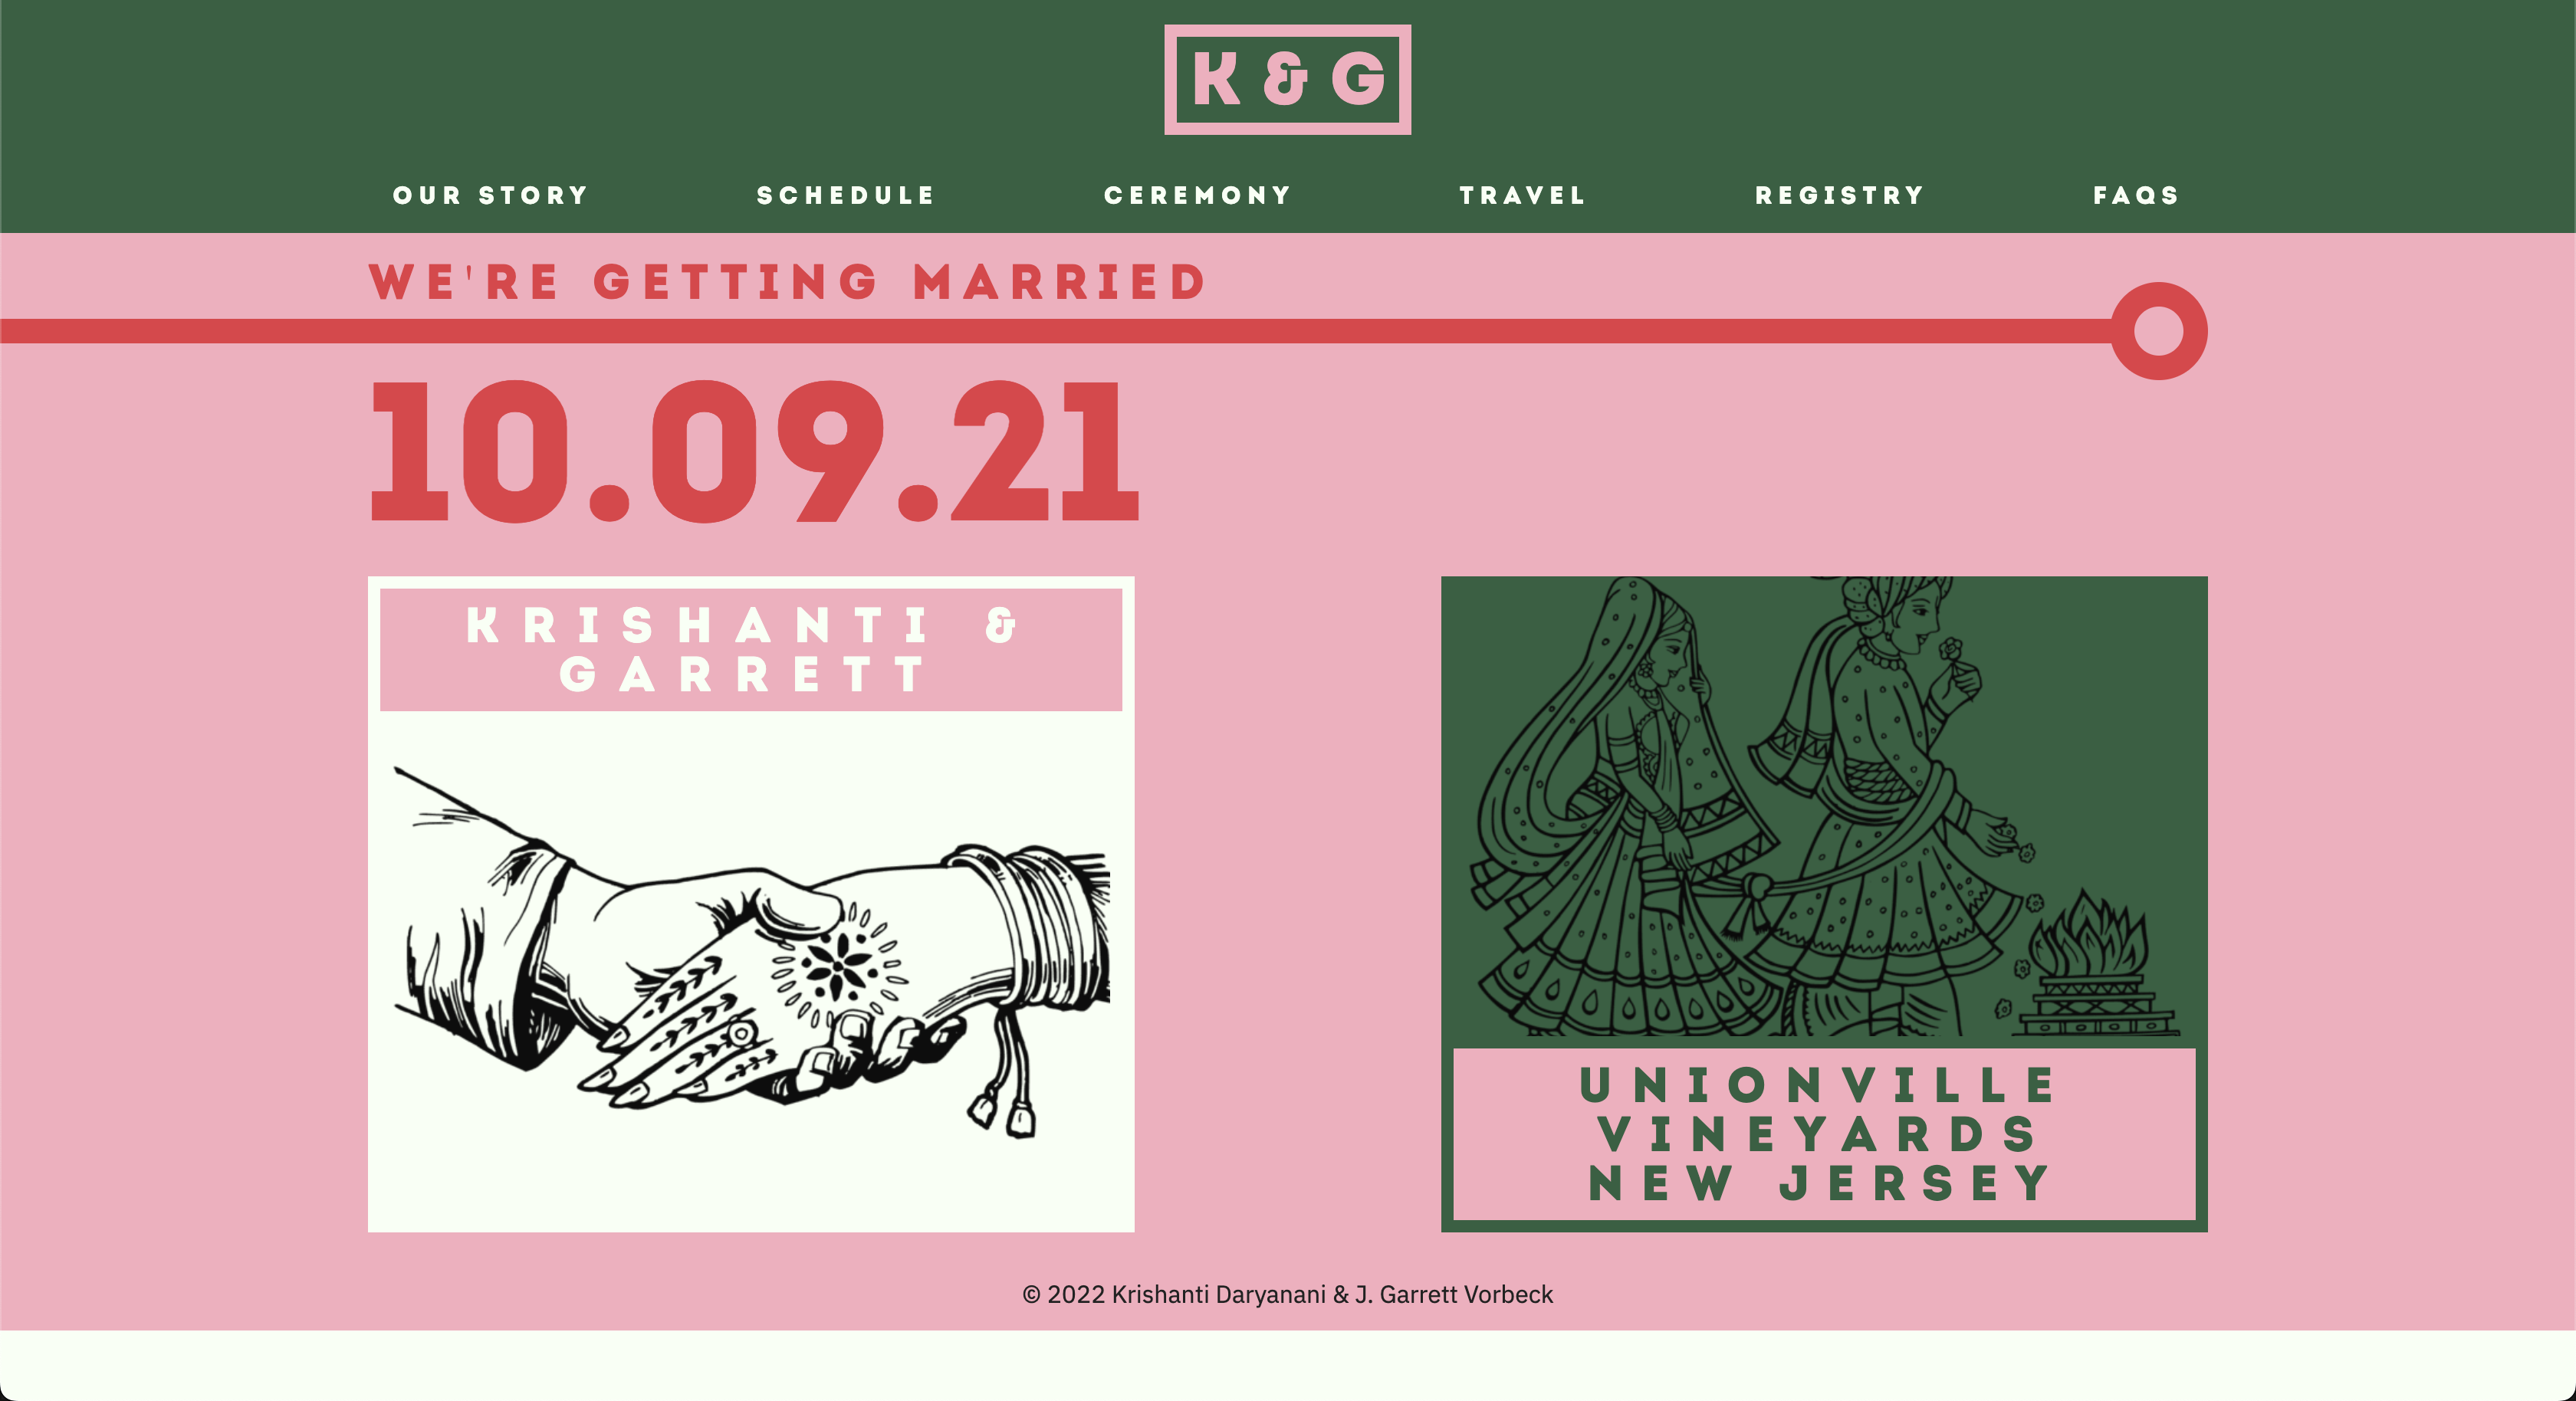 K & G
OUR STORY
SCHEDULE
CEREMONY
TRAVEL
REGISTRY
FAQS
WE'RE GETTING MARRIED
10.09.21
KRISHANTI &
GARRETT
UNIONVILLE
VINEYARDS
NEW JERSEY
© 2022 Krishanti Daryanani & J. Garrett Vorbeck